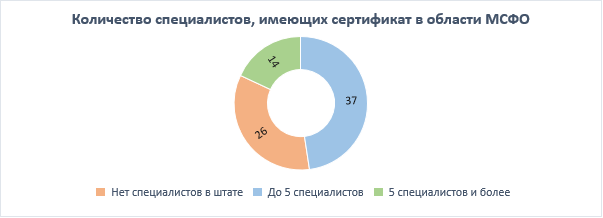 Количество специалистов, имеющих сертификат в области МСФО
14
37
26
Нет специалистов в штате До 5 специалистов 5 специалистов и более